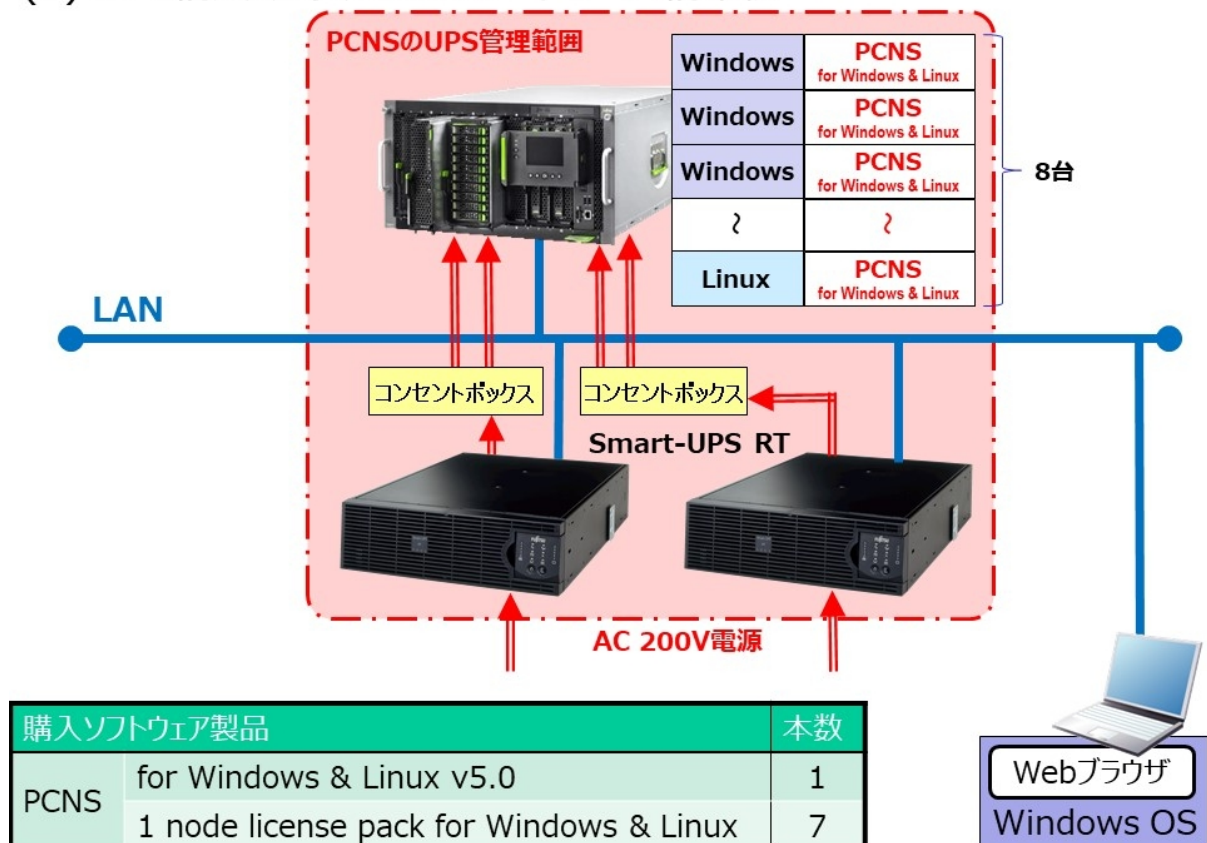 PCNSのUPS管理範囲
Windows
PCNS
for Windows & Linux
Windows
PCNS
for Windows & Linux
Windows
PCNS
for Windows & Linux
~
~
8台
Linux
PCNS
for Windows & Linux
LAN
コンセントボックス
コンセントボックス
Smart-UPS RT
AC 200V電源
購入ソフトウェア製品
本数
PCNS
for Windows & Linux v5.0
1
1 node license pack for Windows & Linux
7
Webブラウザ
Windows OS